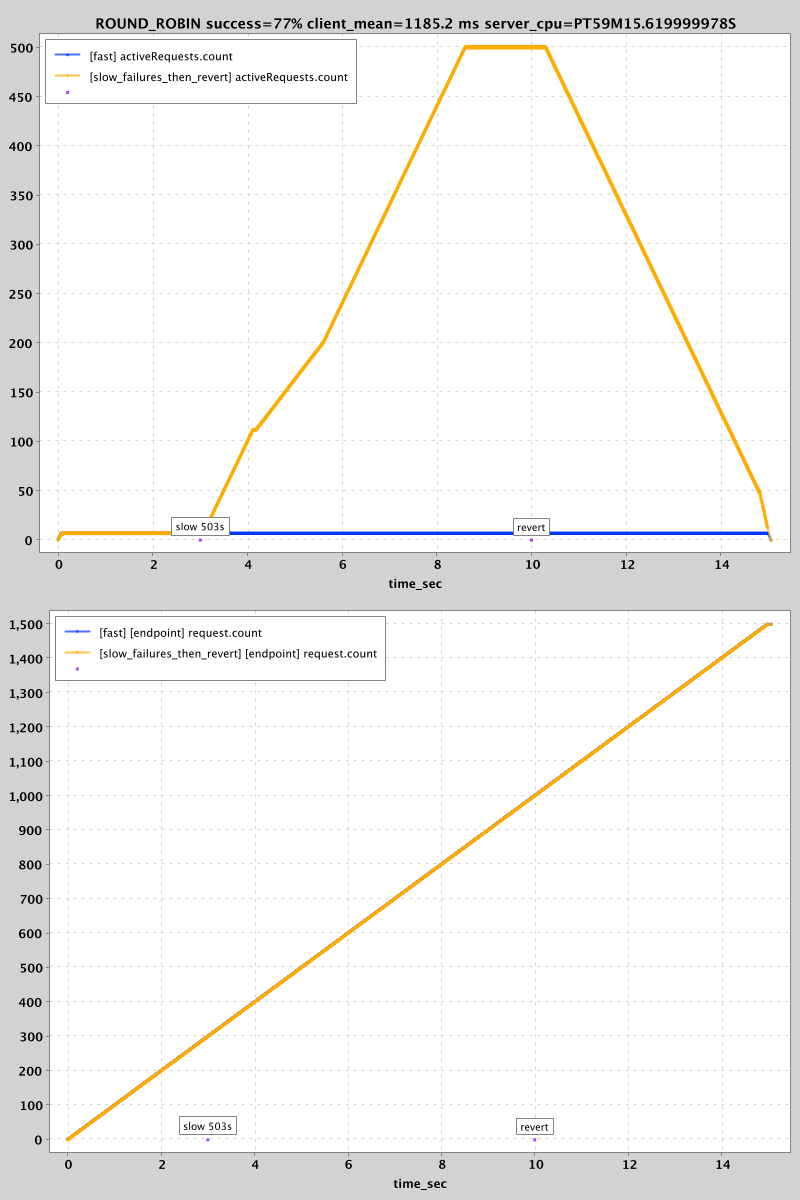 ROUND_ROBIN success=77% client_mean=1185.2 ms server_cpu=PT59M15.619999978S
[fast] activeRequests.count
[slow_failures_then_revert] activeRequests.count
500
450
400
350
300
250
200
150
100
50
0
slow 503s
revert
0 2 4 6 8 10 12 14
time_sec
[fast] [endpoint] request.count
[slow_failures_then_revert] [endpoint] request.count
1,500
1,400
1,300
1,200
1,100
1,000
900
800
700
600
500
400
300
200
100
0
slow 503s
revert
0 2 4 6 8 10 12 14
time_sec